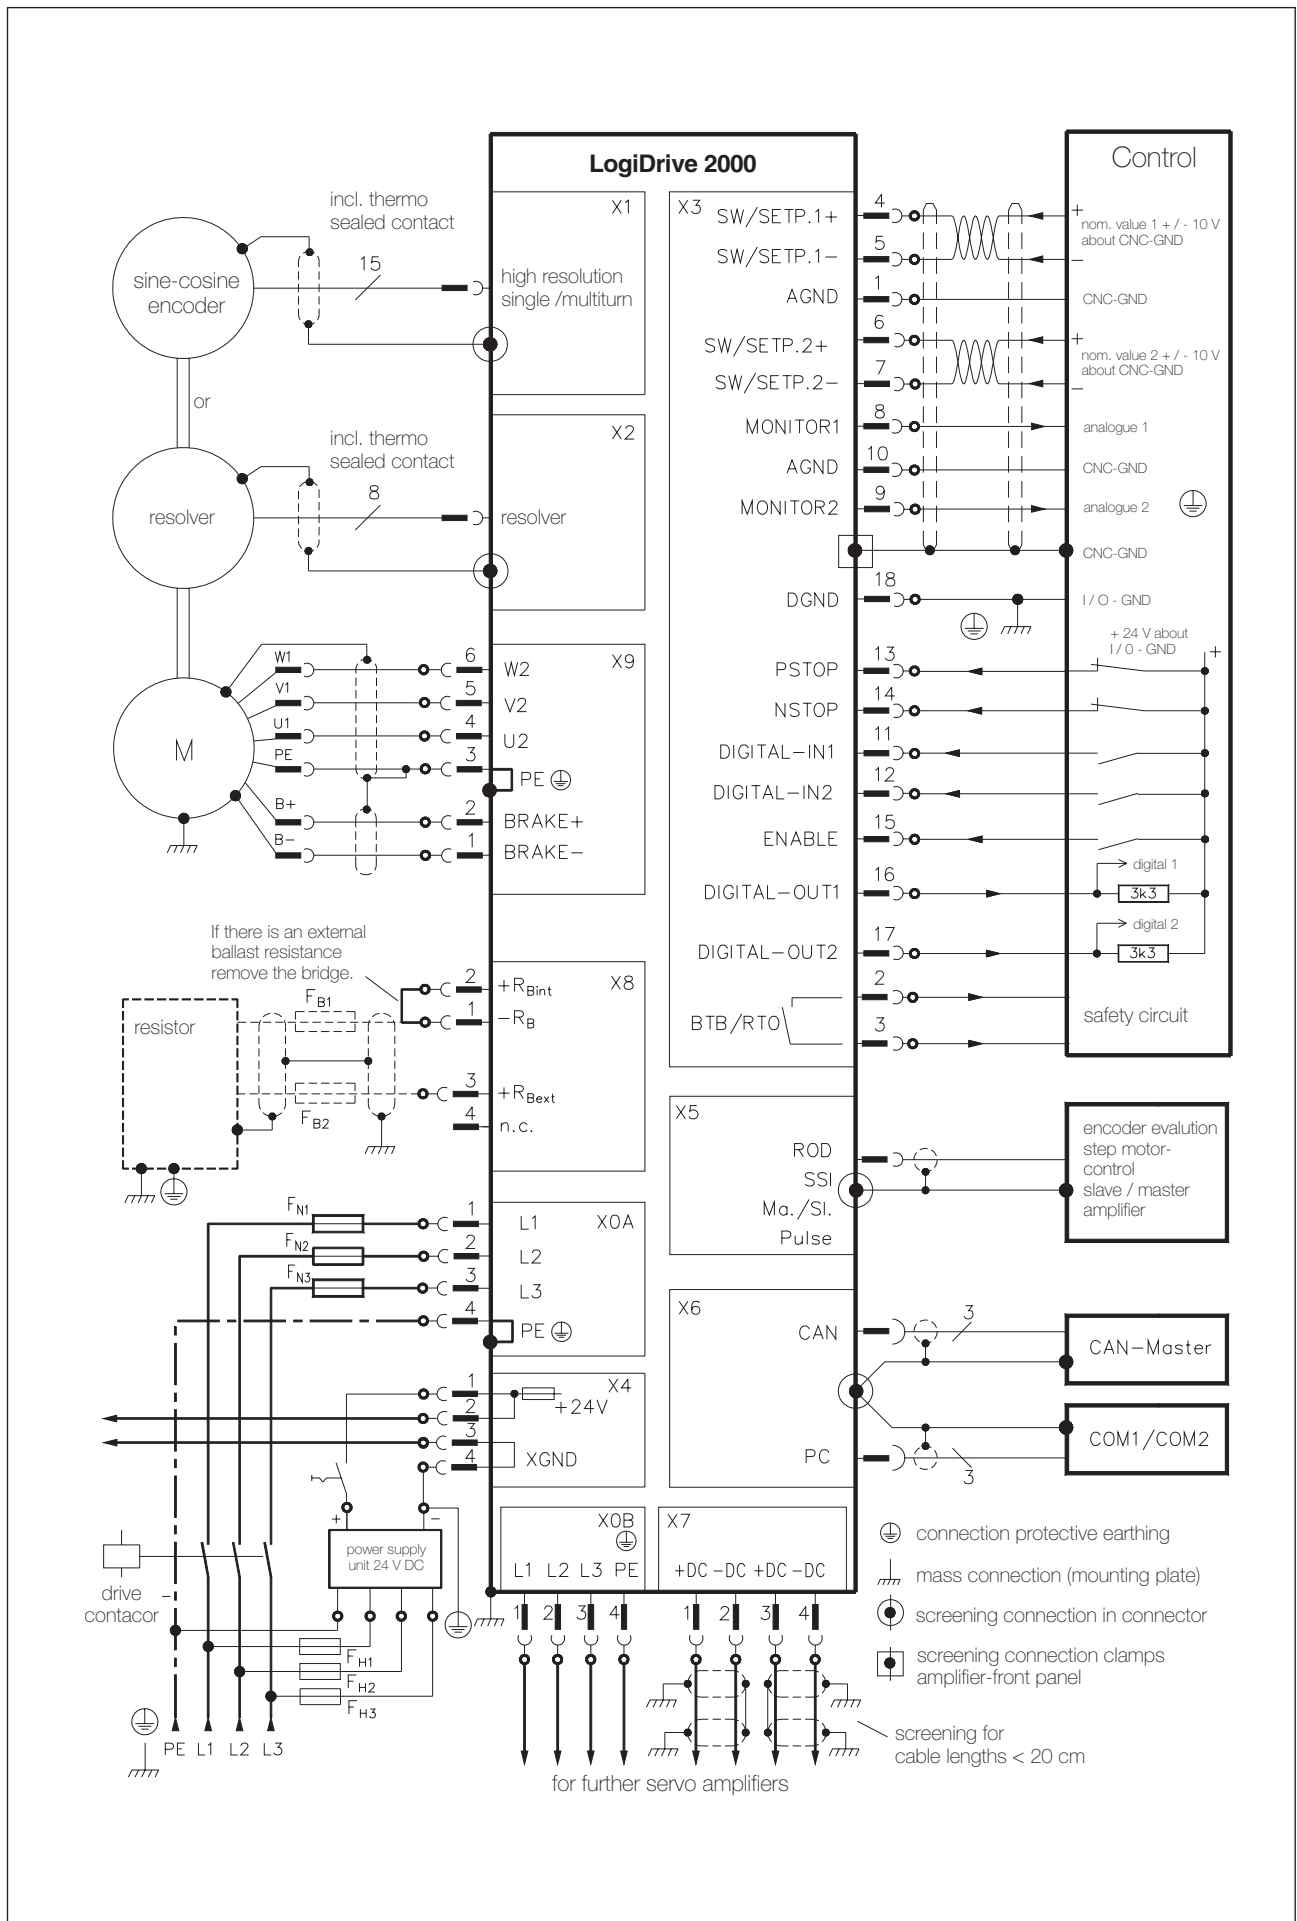 LogiDrive 2000
Control
incl. thermo
sealed contact
15
sine-cosine
encoder
X1
high resolution
single /multiturn
or
incl. thermo
sealed contact
8
resolver
X2
resolver
M
W1
V1
U1
PE
B+
B-
6
5
4
3
2
1
X9
W2
V2
U2
PE
BRAKE+
BRAKE-
If there is an external
ballast resistance
remove the bridge.
resistor
FB1
FB2
2
1
3
4
X8
+RBint
-RB
+RBext
n.c.
FN1
FN2
FN3
1
2
3
4
X0A
L1
L2
L3
PE
1
2
3
4
X4
+24V
XGND
+
-
power supply
unit 24 V DC
drive
contacor
FH1
FH2
FH3
PE L1 L2 L3
X3
SW/SETP.1+
4
+
nom. value 1 + / - 10 V
about CNC-GND
SW/SETP.1-
5
-
AGND
1
CNC-GND
SW/SETP.2+
6
+
nom. value 2 + / - 10 V
about CNC-GND
SW/SETP.2-
7
-
MONITOR1
8
analogue 1
AGND
10
CNC-GND
MONITOR2
9
analogue 2
CNC-GND
DGND
18
I / O - GND
+ 24 V about
I / 0 - GND
+
PSTOP
13
NSTOP
14
DIGITAL-IN1
11
DIGITAL-IN2
12
ENABLE
15
digital 1
DIGITAL-OUT1
16
3k3
digital 2
DIGITAL-OUT2
17
3k3
BTB/RTO
2
3
safety circuit
X5
ROD
SSI
Ma./Sl.
Pulse
encoder evalution
step motor-
control
slave / master
amplifier
X6
CAN
3
CAN-Master
PC
3
COM1/COM2
X0B
L1 L2 L3 PE
1 2 3 4
X7
+DC -DC +DC -DC
1 2 3 4
connection protective earthing
mass connection (mounting plate)
screening connection in connector
screening connection clamps
amplifier-front panel
screening for
cable lengths < 20 cm
for further servo amplifiers